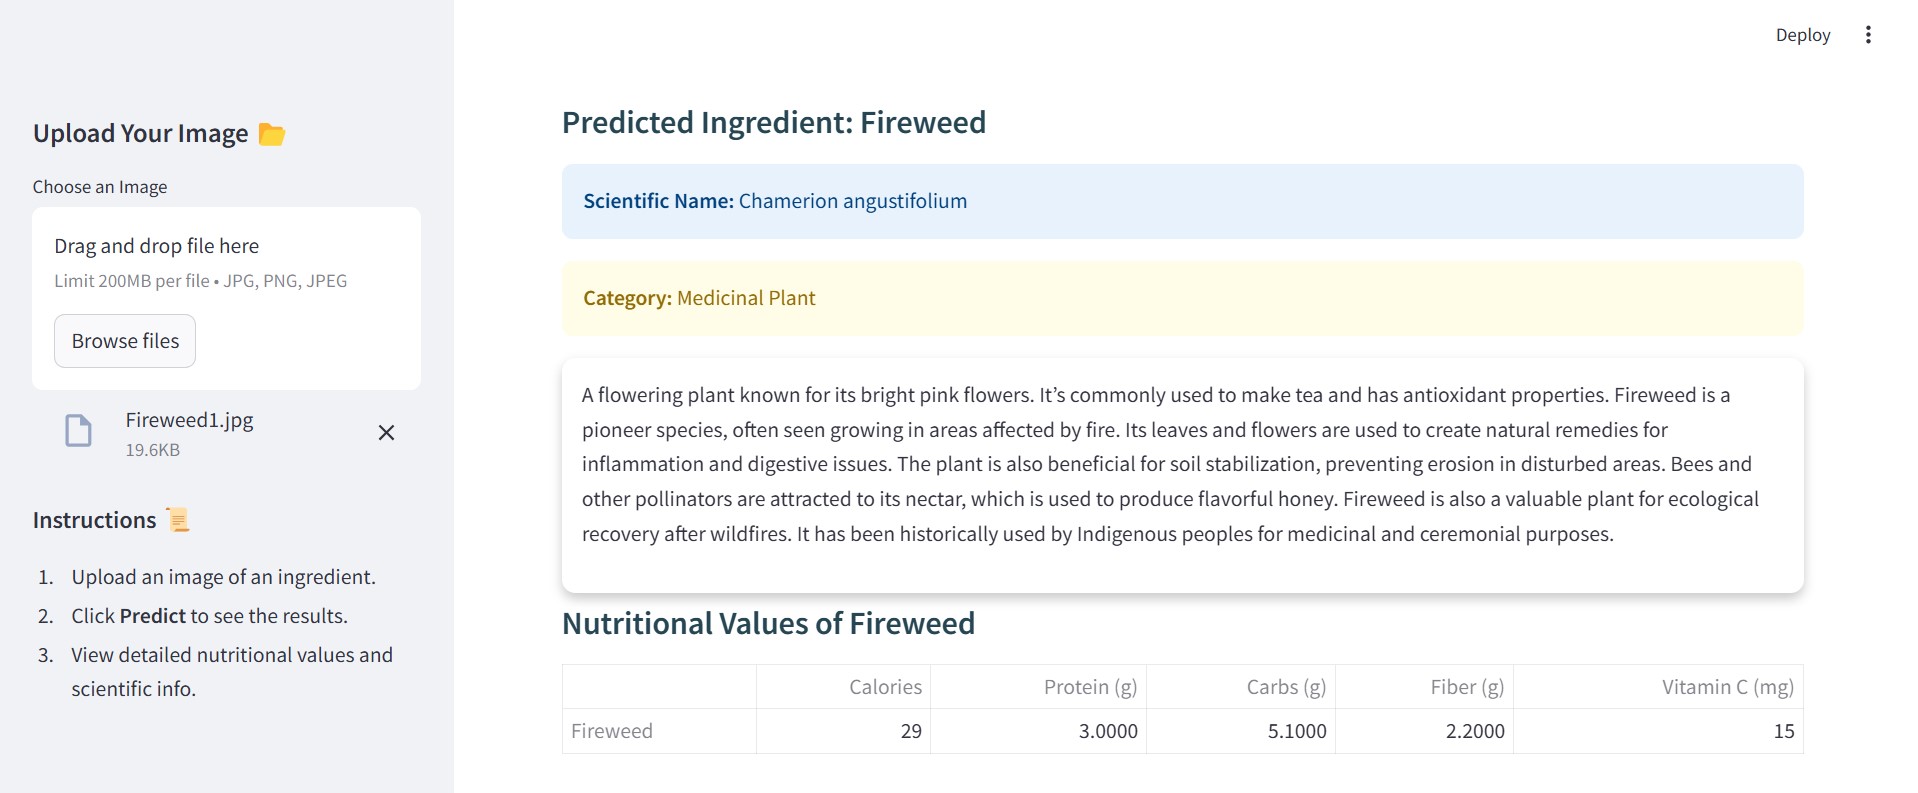 Deploy
Upload Your Image
Choose an Image
Drag and drop file here
Limit 200MB per file • JPG, PNG, JPEG
Browse files
Fireweed1.jpg
19.6KB
Instructions
1. Upload an image of an ingredient.
2. Click Predict to see the results.
3. View detailed nutritional values and
scientific info.
Predicted Ingredient: Fireweed
Scientific Name: Chamerion angustifolium
Category: Medicinal Plant
A flowering plant known for its bright pink flowers. It’s commonly used to make tea and has antioxidant properties. Fireweed is a
pioneer species, often seen growing in areas affected by fire. Its leaves and flowers are used to create natural remedies for
inflammation and digestive issues. The plant is also beneficial for soil stabilization, preventing erosion in disturbed areas. Bees and
other pollinators are attracted to its nectar, which is used to produce flavorful honey. Fireweed is also a valuable plant for ecological
recovery after wildfires. It has been historically used by Indigenous peoples for medicinal and ceremonial purposes.
Nutritional Values of Fireweed
Calories Protein (g) Carbs (g) Fiber (g) Vitamin C (mg)
Fireweed 29 3.0000 5.1000 2.2000 15